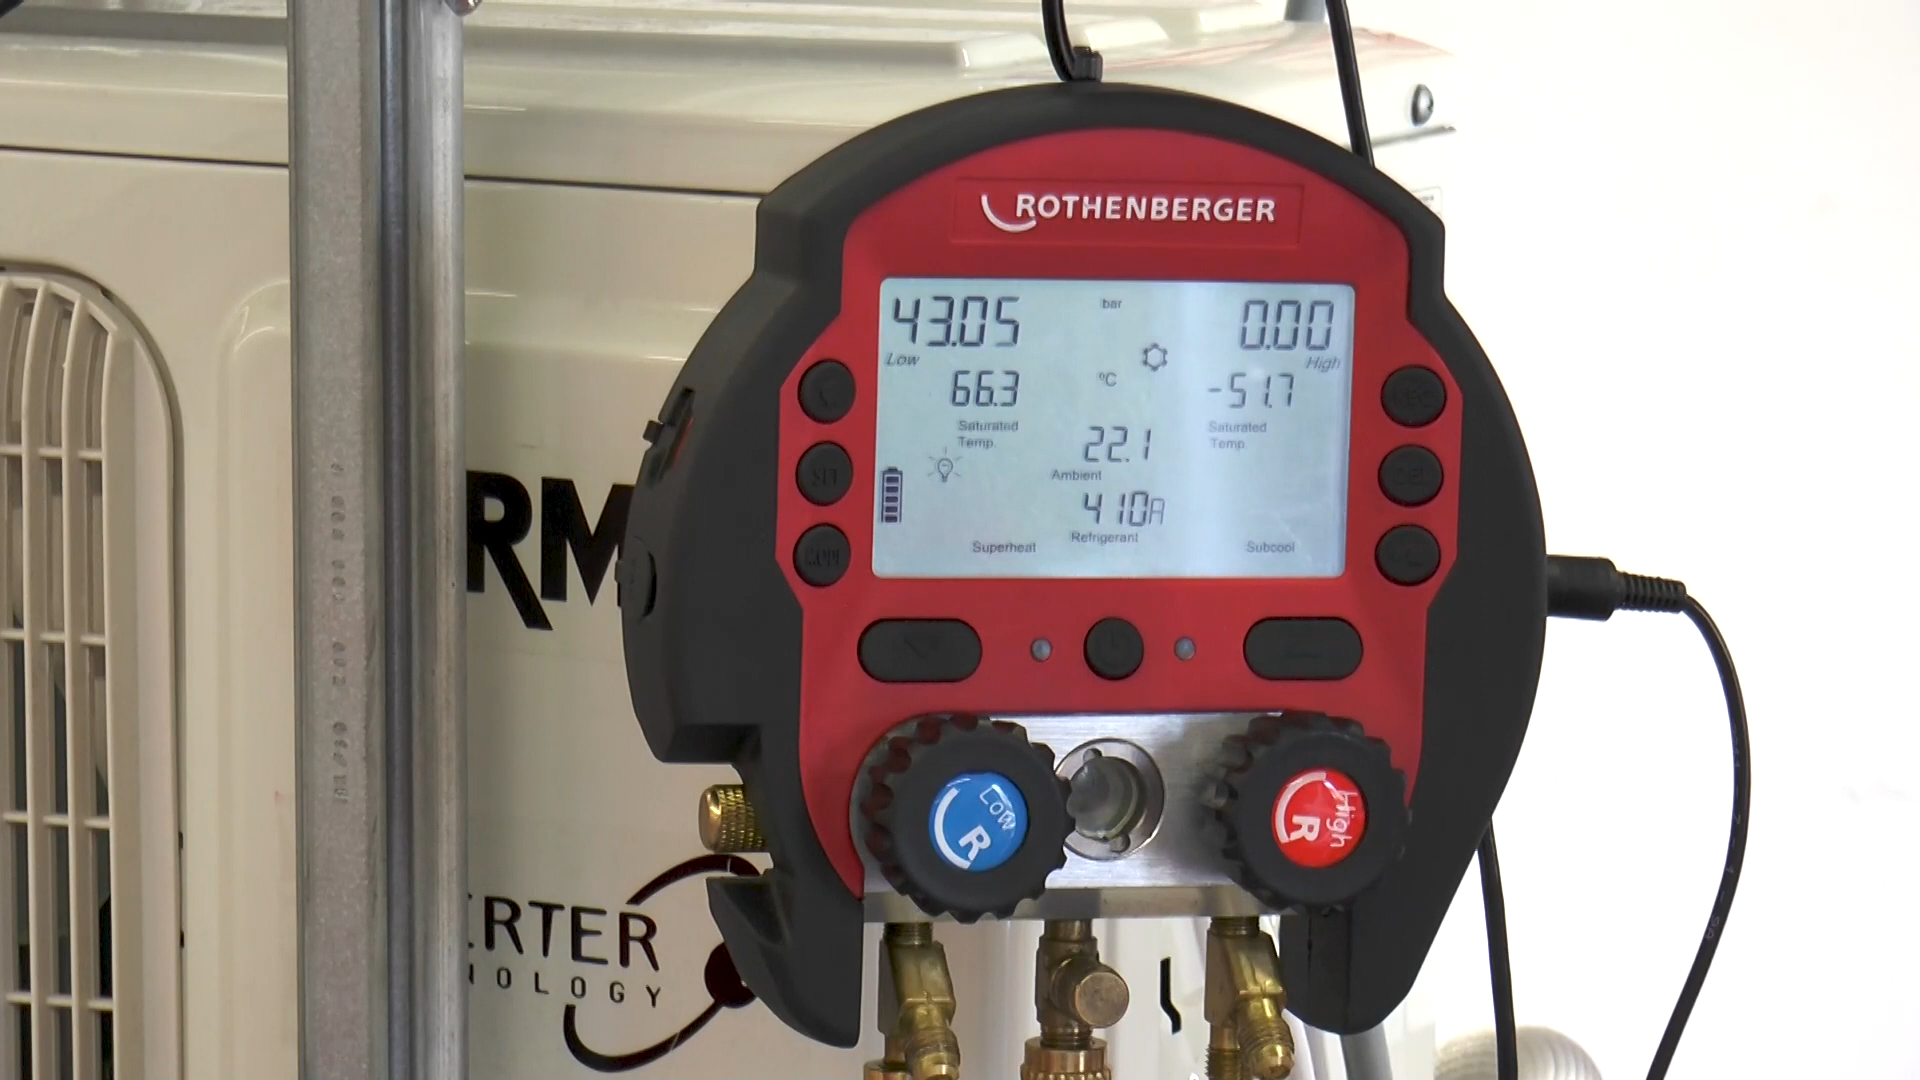 ROTHENBERGER
43.05 bar 0.00
Low High
66.3 ºC -51.7
Saturated Temp. Saturated Temp.
22.1
Ambient
410A
Refrigerant
Superheat Subcool
RM
Low R
High R
ERTER
NOLOGY